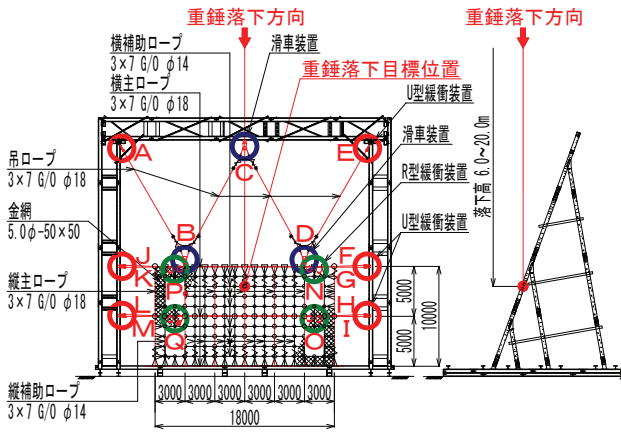 重錘落下方向
重錘落下方向
横補助ロープ
3×7 G/O φ14
滑車装置
横主ロープ
3×7 G/O φ18
重錘落下目標位置
U型緩衝装置
滑車装置
R型緩衝装置
U型緩衝装置
吊ロープ
3×7 G/O φ18
金網
5.0φ-50×50
縦主ロープ
3×7 G/O φ18
縦補助ロープ
3×7 G/O φ14
A
E
C
B
D
J
F
K
G
P
N
L
H
M
I
Q
O
5000
5000
10000
3000 3000 3000 3000 3000 3000
18000
落下高 6.0~20.0m